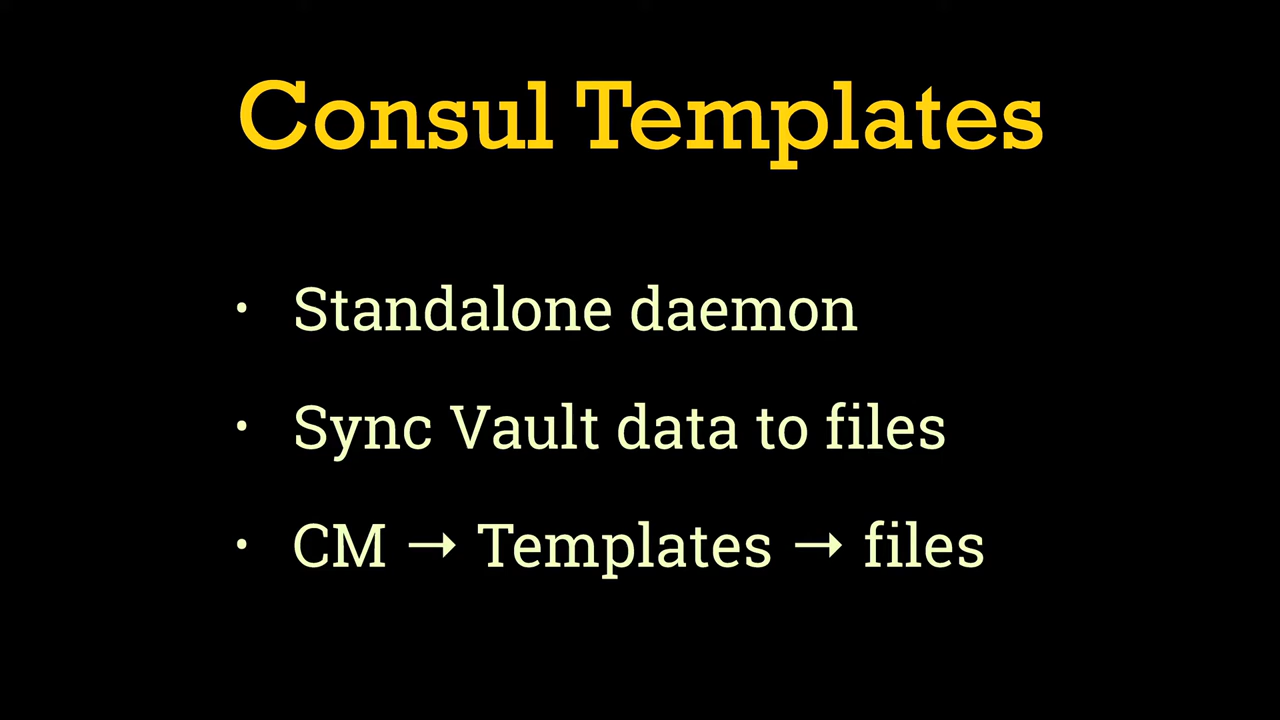 Consul Templates
• Standalone daemon
• Sync Vault data to files
• CM → Templates → files